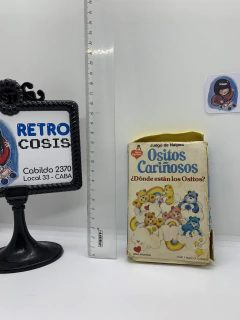 RETRO
COSIS
Cabildo 2370
Local 33 - CABA
Juego de Naipes
Ositos
Cariñosos
¿Dónde están los Ositos?